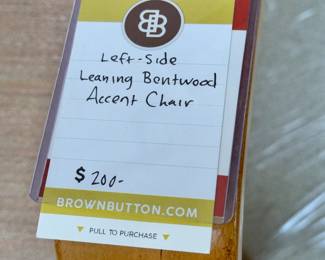 BB
Left-Side
Leaning Bentwood
Accent Chair
$ 200-
BROWNBUTTON.COM
PULL TO PURCHASE